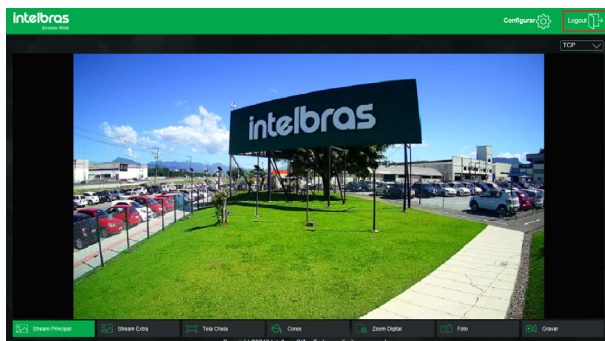 intelbras
Acesso Web
Configurar
Logout
TCP
intelbras
Stream Principal
Stream Extra
Tela Cheia
Cores
Zoom Digital
Foto
Gravar